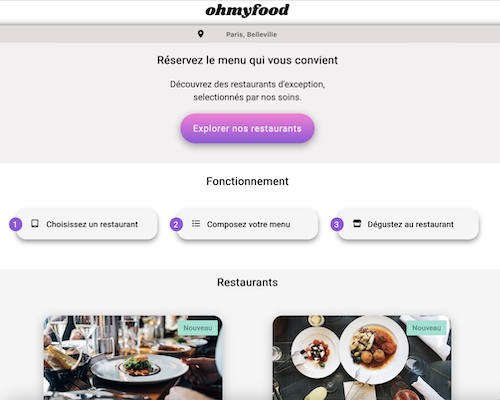 ohmyfood
Paris, Belleville
Réservez le menu qui vous convient
Découvrez des restaurants d'exception,
selectionnés par nos soins.
Explorer nos restaurants
Fonctionnement
1 Choisissez un restaurant
2 Composez votre menu
3 Dégustez au restaurant
Restaurants
Nouveau
Nouveau